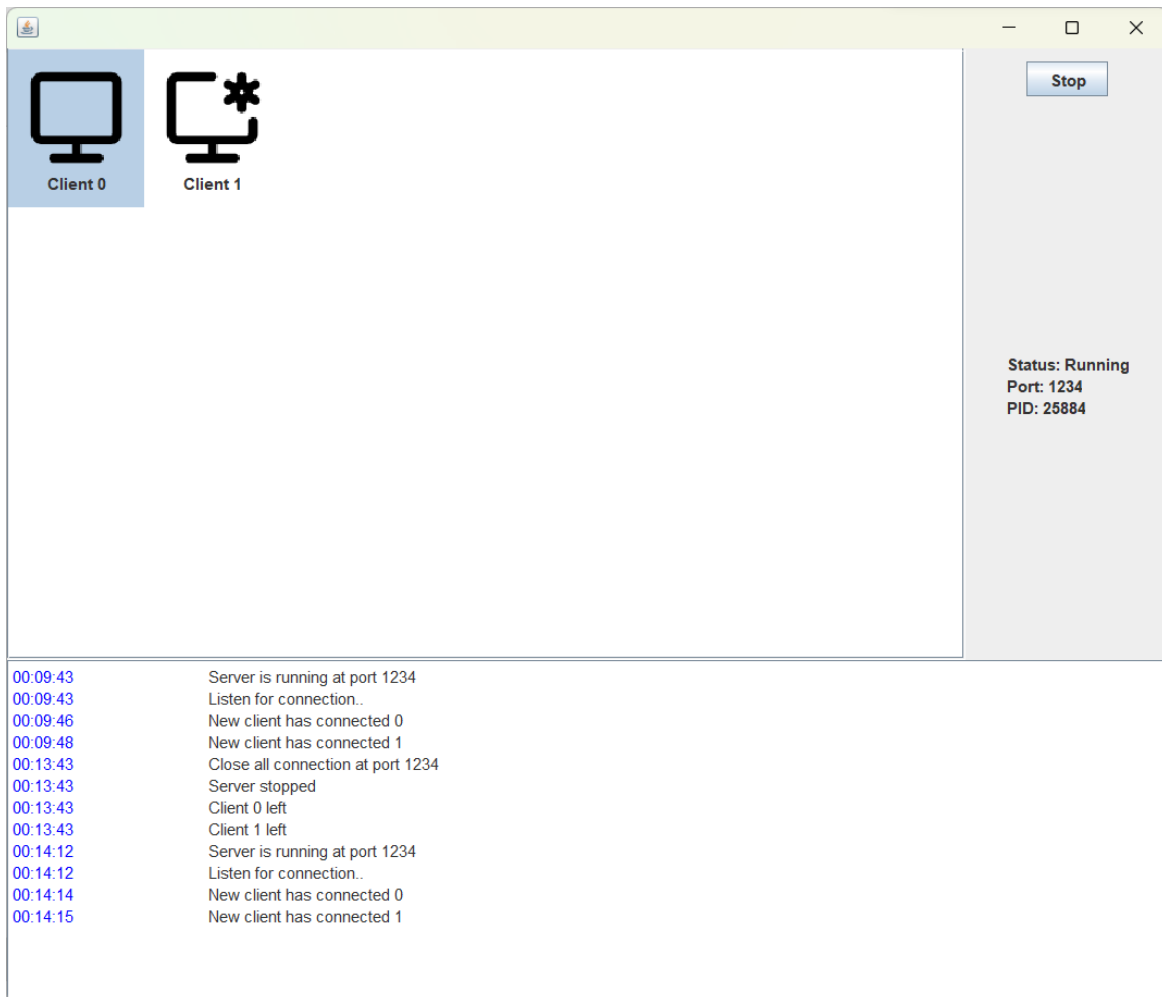 Stop
Client 0 Client 1
Status: Running
Port: 1234
PID: 25884
00:09:43 Server is running at port 1234
00:09:43 Listen for connection..
00:09:46 New client has connected 0
00:09:48 New client has connected 1
00:13:43 Close all connection at port 1234
00:13:43 Server stopped
00:13:43 Client 0 left
00:13:43 Client 1 left
00:14:12 Server is running at port 1234
00:14:12 Listen for connection..
00:14:14 New client has connected 0
00:14:15 New client has connected 1